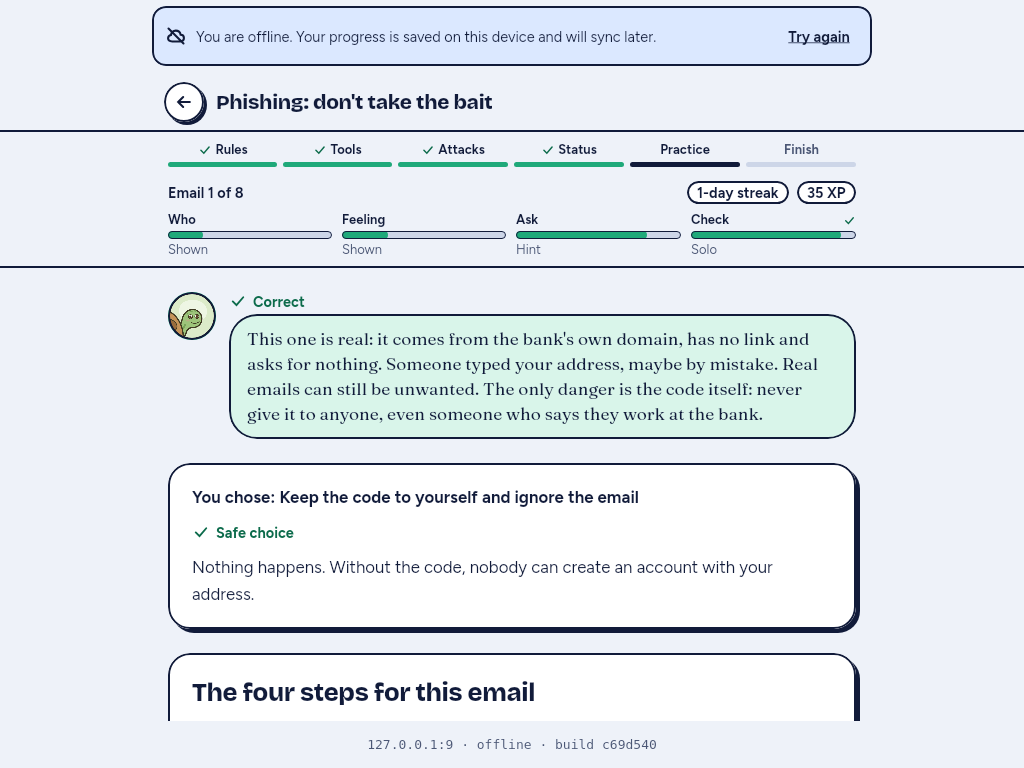 You are offline. Your progress is saved on this device and will sync later.
Try again
Phishing: don't take the bait
Rules
Tools
Attacks
Status
Practice
Finish
Email 1 of 8
1-day streak
35 XP
Who
Feeling
Ask
Check
Shown
Shown
Hint
Solo
Correct
This one is real: it comes from the bank's own domain, has no link and
asks for nothing. Someone typed your address, maybe by mistake. Real
emails can still be unwanted. The only danger is the code itself: never
give it to anyone, even someone who says they work at the bank.
You chose: Keep the code to yourself and ignore the email
Safe choice
Nothing happens. Without the code, nobody can create an account with your
address.
The four steps for this email
127.0.0.1:9 · offline · build c69d540